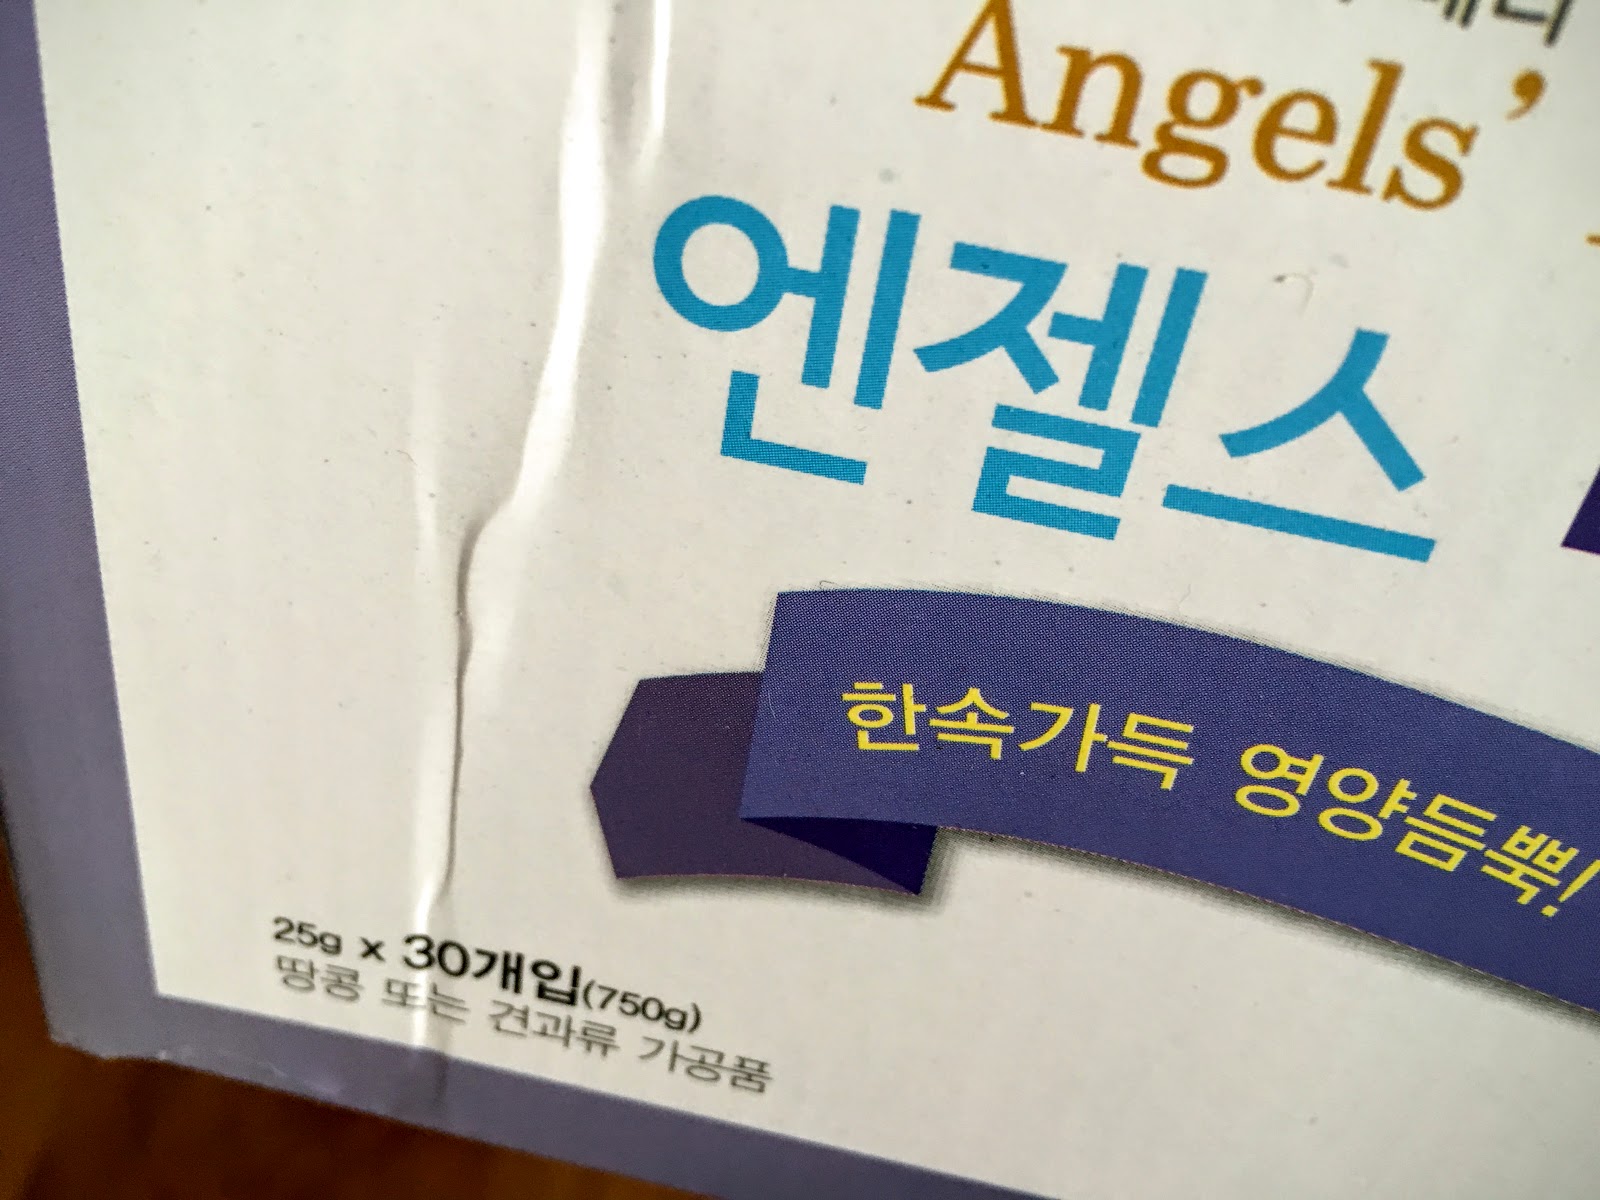 Angels'
엔젤스
한속가득 영양듬뿍!
25g x 30개입(750g)
땅콩 또는 견과류 가공품